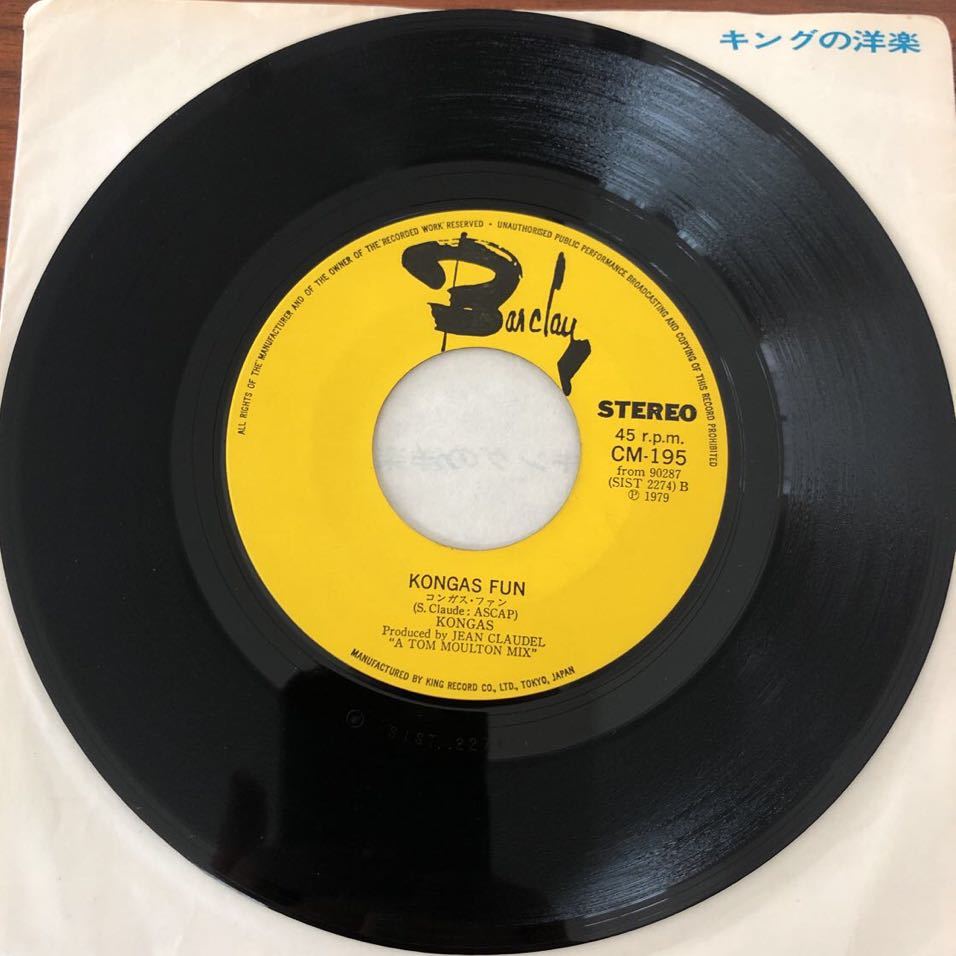 キングの洋楽
ALL RIGHTS OF THE MANUFACTURER AND OF THE OWNER OF THE "RECORDED WORK" RESERVED • UNAUTHORISED PUBLIC PERFORMANCE BROADCASTING AND COPYING OF THIS RECORD PROHIBITED
Barclay
STEREO
45 r.p.m.
CM-195
from 90287
(SIST 2274) B
Ⓟ 1979
KONGAS FUN
コンガス・ファン
(S. Claude: ASCAP)
KONGAS
Produced by JEAN CLAUDEL
"A TOM MOULTON MIX"
MANUFACTURED BY KING RECORD CO., LTD., TOKYO, JAPAN